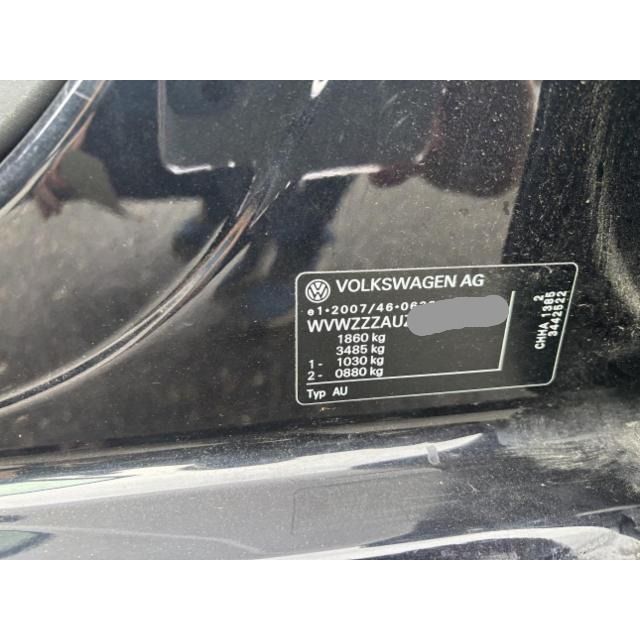 VOLKSWAGEN AG
e1*2007/46*06
WVWZZZAUZ
1860 kg
3485 kg
1- 1030 kg
2- 0880 kg
Typ AU
2
CHHA 1385
3442522